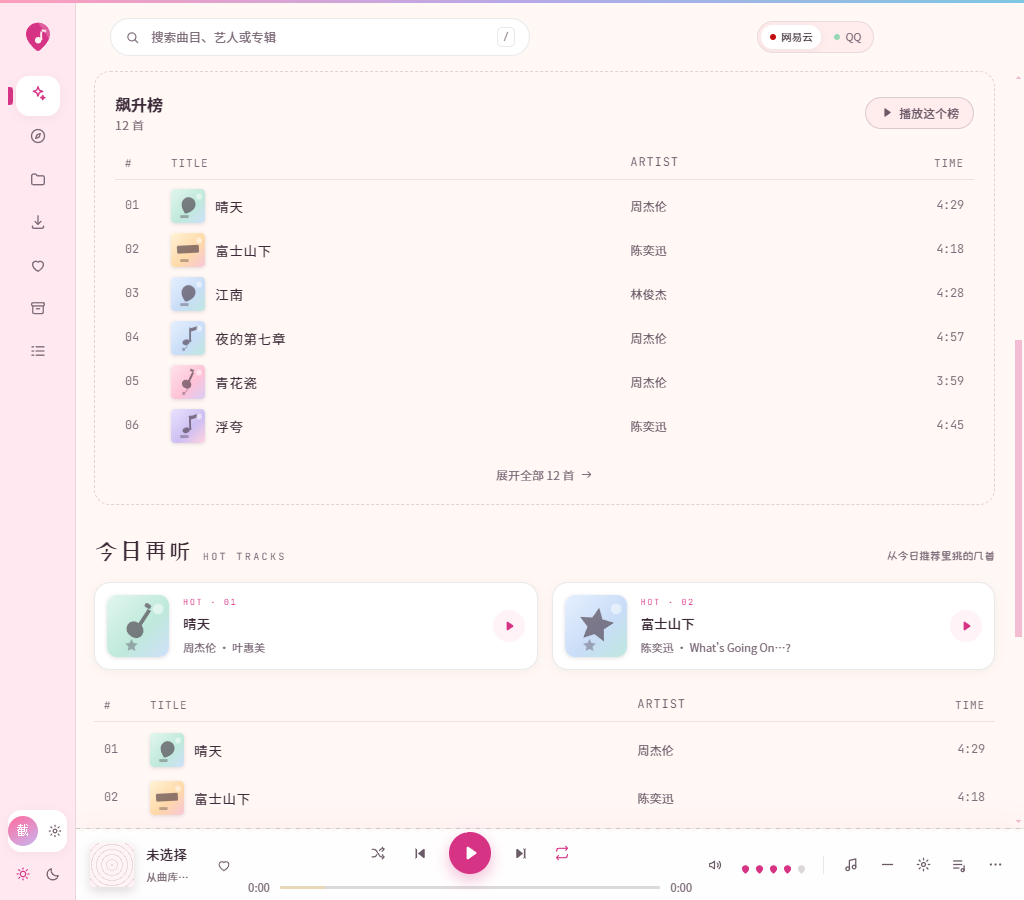 搜索曲目、艺人或专辑 /
网易云 QQ
飙升榜
12 首
播放这个榜
# TITLE ARTIST TIME
01 晴天 周杰伦 4:29
02 富士山下 陈奕迅 4:18
03 江南 林俊杰 4:28
04 夜的第七章 周杰伦 4:57
05 青花瓷 周杰伦 3:59
06 浮夸 陈奕迅 4:45
展开全部 12 首 →
今日再听 HOT TRACKS 从今日推荐里挑的几首
HOT · 01
晴天
周杰伦 · 叶惠美
HOT · 02
富士山下
陈奕迅 · What's Going On…?
# TITLE ARTIST TIME
01 晴天 周杰伦 4:29
02 富士山下 陈奕迅 4:18
截
未选择
从曲库…
0:00 0:00